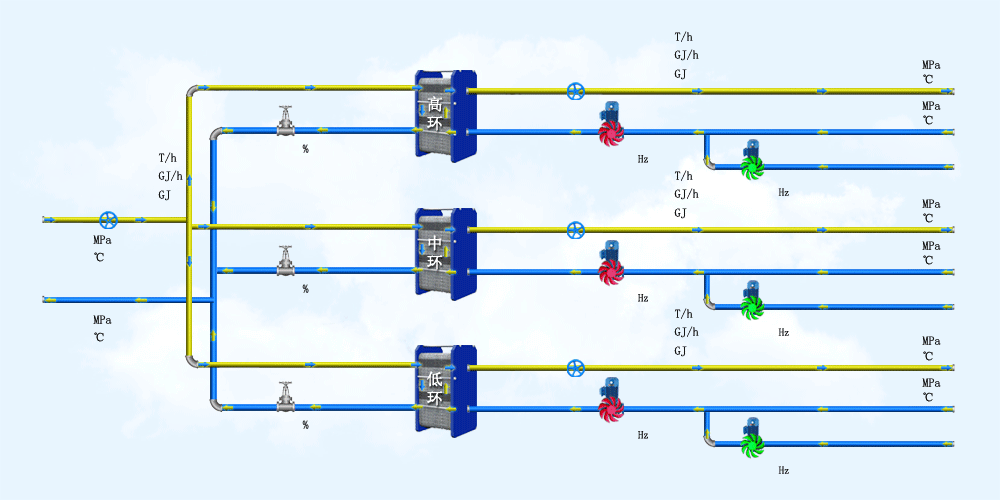 T/h
GJ/h
GJ
MPa
℃
MPa
℃
高
环
%
Hz
Hz
T/h
GJ/h
GJ
T/h
GJ/h
GJ
MPa
℃
MPa
℃
MPa
℃
中
环
%
Hz
Hz
MPa
℃
T/h
GJ/h
GJ
MPa
℃
MPa
℃
低
环
%
Hz
Hz